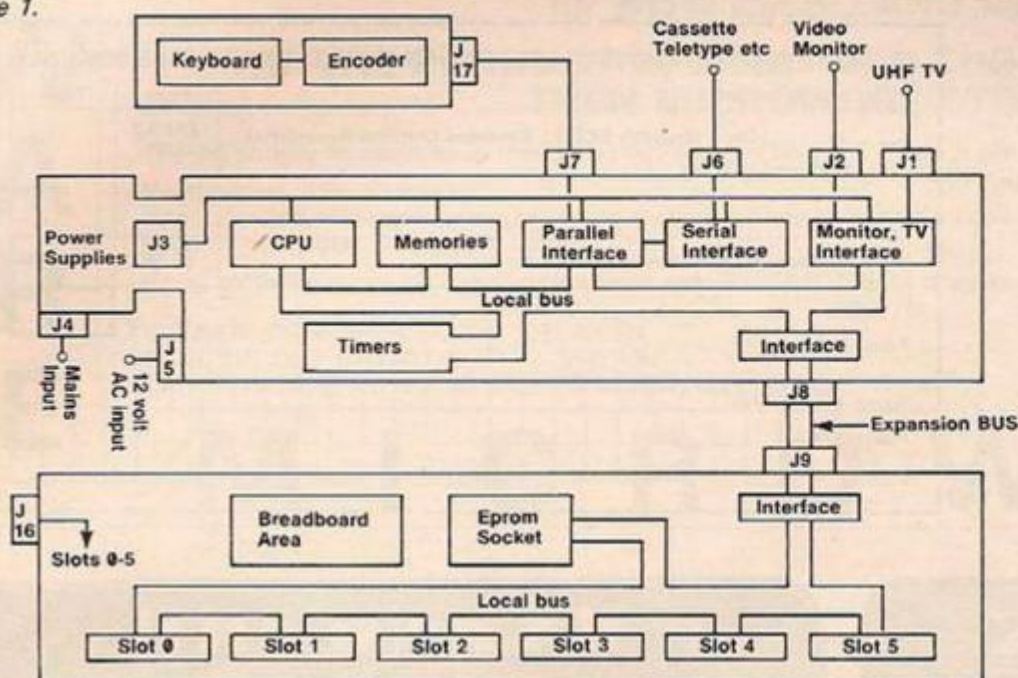 e 1.
Keyboard
Encoder
J
17
Cassette
Teletype etc
Video
Monitor
UHF TV
J7
J6
J2
J1
Power
Supplies
J3
CPU
Memories
Parallel
Interface
Serial
Interface
Monitor, TV
Interface
Local bus
J4
J
5
Timers
Interface
Mains
Input
12 volt
AC input
J8
Expansion BUS
J9
J
16
Slots 0-5
Breadboard
Area
Eprom
Socket
Interface
Local bus
Slot 0
Slot 1
Slot 2
Slot 3
Slot 4
Slot 5